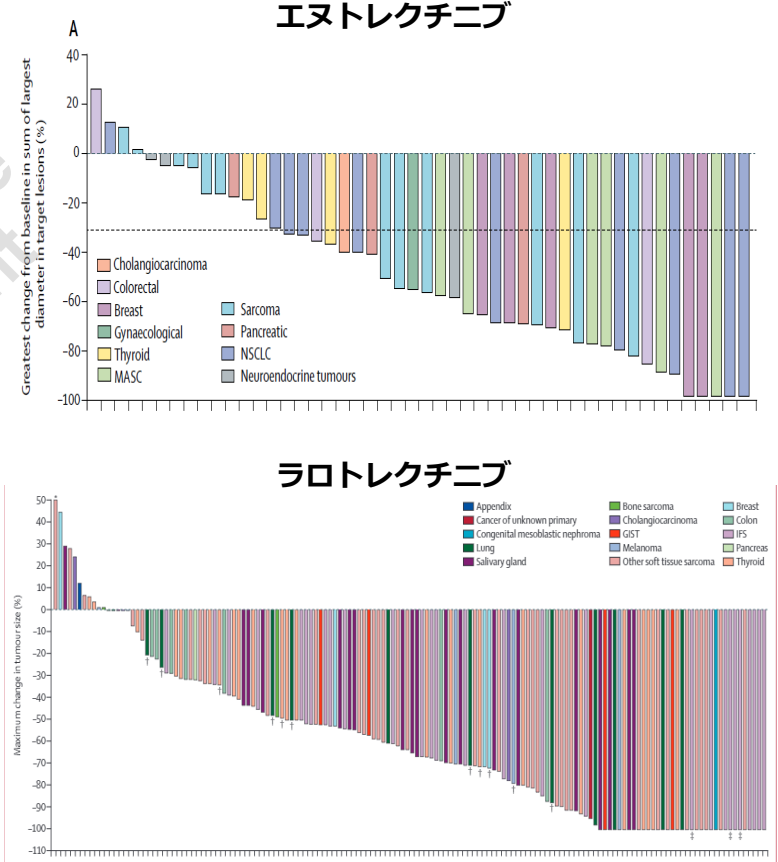 エヌトレクチニブ
A
Greatest change from baseline in sum of largest
diameter in target lesions (%)
40
20
0
−20
−40
−60
−80
−100
Cholangiocarcinoma
Colorectal
Breast
Gynaecological
Thyroid
MASC
Sarcoma
Pancreatic
NSCLC
Neuroendocrine tumours
ラロトレクチニブ
Maximum change in tumour size (%)
50
40
30
20
10
0
−10
−20
−30
−40
−50
−60
−70
−80
−90
−100
−110
*
Appendix
Cancer of unknown primary
Congenital mesoblastic nephroma
Lung
Salivary gland
Bone sarcoma
Cholangiocarcinoma
GIST
Melanoma
Other soft tissue sarcoma
Breast
Colon
IFS
Pancreas
Thyroid
† † † † † † † † † † †
‡ ‡ ‡